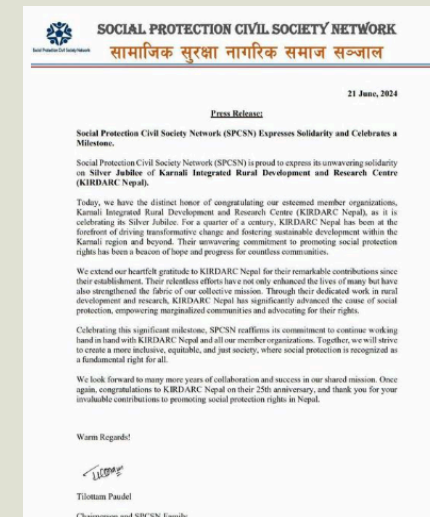 SOCIAL PROTECTION CIVIL SOCIETY NETWORK
सामाजिक सुरक्षा नागरिक समाज सञ्जाल
Social Protection Civil Society Network
21 June, 2024
Press Release:
Social Protection Civil Society Network (SPCSN) Expresses Solidarity and Celebrates a
Milestone.
Social Protection Civil Society Network (SPCSN) is proud to express its unwavering solidarity
on Silver Jubilee of Karnali Integrated Rural Development and Research Centre
(KIRDARC Nepal).
Today, we have the distinct honor of congratulating our esteemed member organizations,
Karnali Integrated Rural Development and Research Centre (KIRDARC Nepal), as it is
celebrating its Silver Jubilee. For a quarter of a century, KIRDARC Nepal has been at the
forefront of driving transformative change and fostering sustainable development within the
Karnali region and beyond. Their unwavering commitment to promoting social protection
rights has been a beacon of hope and progress for countless communities.
We extend our heartfelt gratitude to KIRDARC Nepal for their remarkable contributions since
their establishment. Their relentless efforts have not only enhanced the lives of many but have
also strengthened the fabric of our collective mission. Through their dedicated work in rural
development and research, KIRDARC Nepal has significantly advanced the cause of social
protection, empowering marginalized communities and advocating for their rights.
Celebrating this significant milestone, SPCSN reaffirms its commitment to continue working
hand in hand with KIRDARC Nepal and all our member organizations. Together, we will strive
to create a more inclusive, equitable, and just society, where social protection is recognized as
a fundamental right for all.
We look forward to many more years of collaboration and success in our shared mission. Once
again, congratulations to KIRDARC Nepal on their 25th anniversary, and thank you for your
invaluable contributions to promoting social protection rights in Nepal.
Warm Regards!
Tilottam Paudel
Chairperson and SPCSN Family